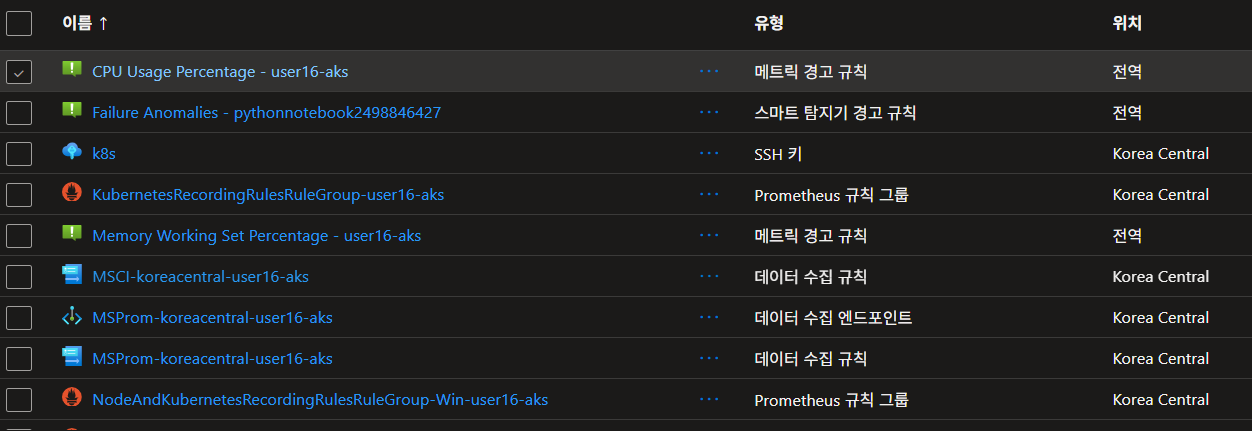 이름 ↑ 유형 위치
CPU Usage Percentage - user16-aks ··· 메트릭 경고 규칙 전역
Failure Anomalies - pythonnotebook2498846427 ··· 스마트 탐지기 경고 규칙 전역
k8s ··· SSH 키 Korea Central
KubernetesRecordingRulesRuleGroup-user16-aks ··· Prometheus 규칙 그룹 Korea Central
Memory Working Set Percentage - user16-aks ··· 메트릭 경고 규칙 전역
MSCI-koreacentral-user16-aks ··· 데이터 수집 규칙 Korea Central
MSProm-koreacentral-user16-aks ··· 데이터 수집 엔드포인트 Korea Central
MSProm-koreacentral-user16-aks ··· 데이터 수집 규칙 Korea Central
NodeAndKubernetesRecordingRulesRuleGroup-Win-user16-aks ··· Prometheus 규칙 그룹 Korea Central